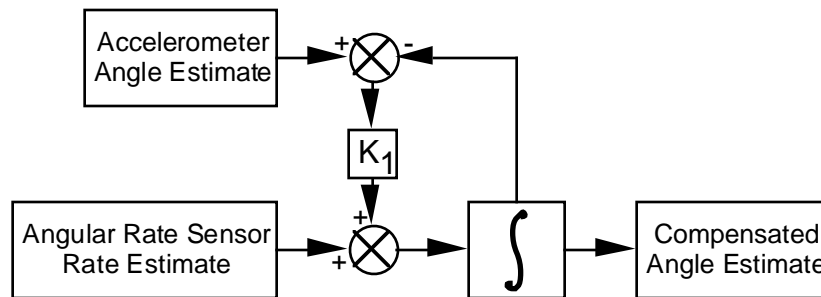 Accelerometer
Angle Estimate
+
-
K1
+
Angular Rate Sensor
Rate Estimate
+
∫
Compensated
Angle Estimate